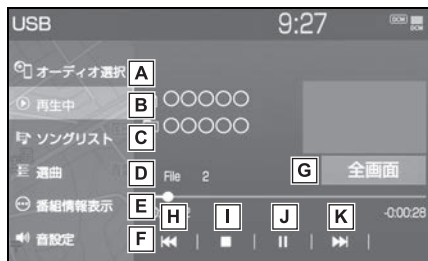 USB 9:27 DCM
オーディオ選択 A
再生中 B ○○○○○
ソングリスト C ○○○○○
選曲 D File 2 G 全画面
番組情報表示 E -0:00:28
音設定 F H I J K